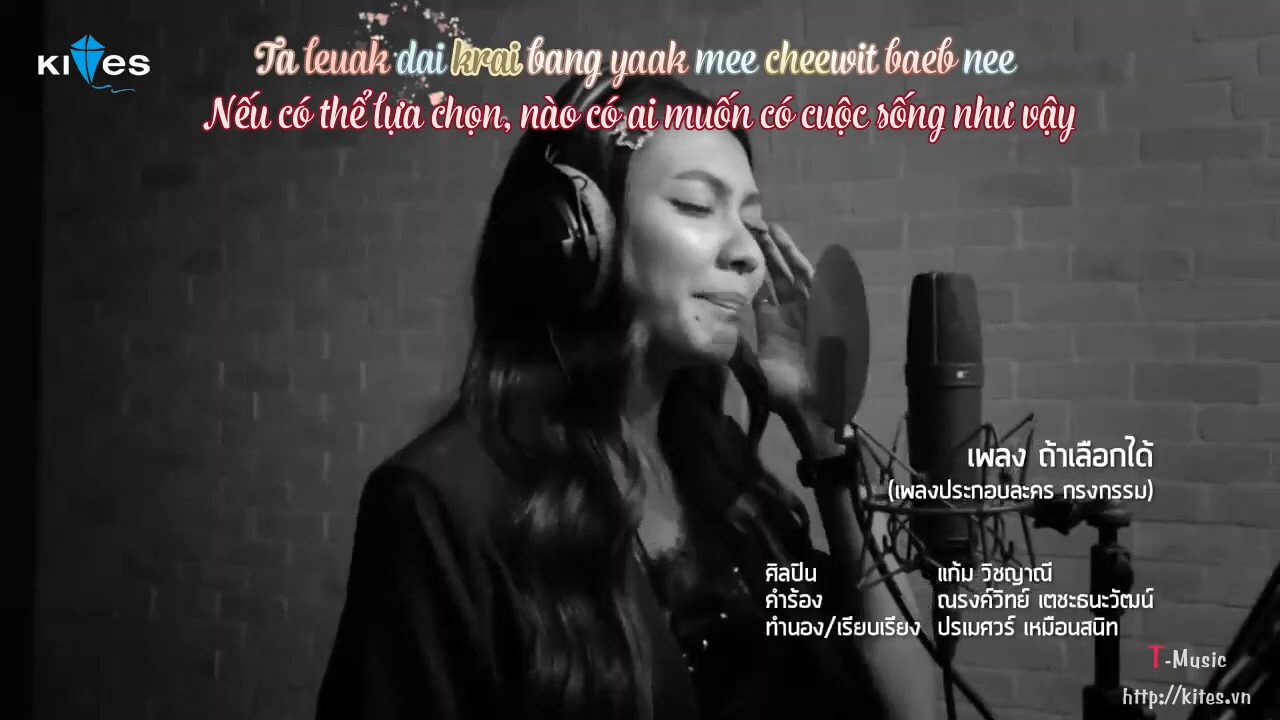 KITES
Ta leuak dai krai bang yaak mee cheewit baeb nee
Nếu có thể lựa chọn, nào có ai muốn có cuộc sống như vậy
เพลง ถ้าเลือกได้
(เพลงประกอบละคร กรงกรรม)
ศิลปิน แก้ม วิชญาณี
คำร้อง ณรงค์วิทย์ เตชะธนะวัฒน์
ทำนอง/เรียบเรียง ปรเมศวร์ เหมือนสนิท
T-Music
http://kites.vn